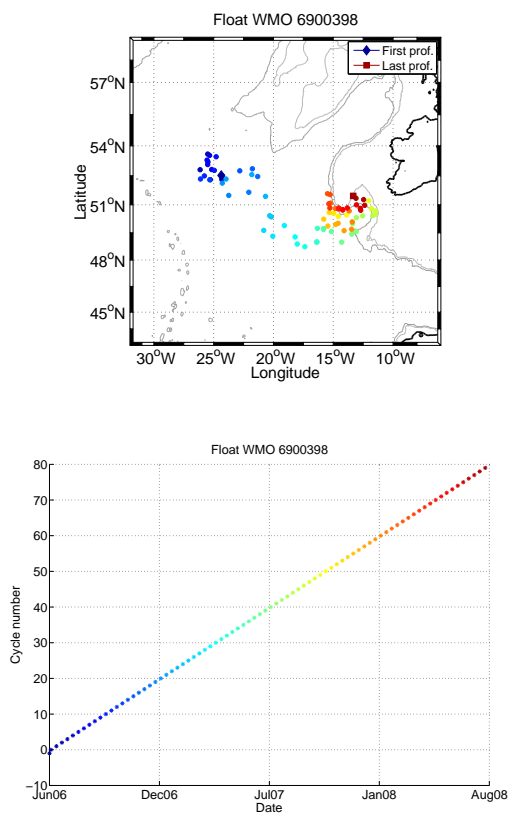 Float WMO 6900398
First prof.
Last prof.
57°N
54°N
51°N
48°N
45°N
Latitude
30°W 25°W 20°W 15°W 10°W
Longitude
Float WMO 6900398
80
70
60
50
40
30
20
10
0
−10
Cycle number
Jun06 Dec06 Jul07 Jan08 Aug08
Date